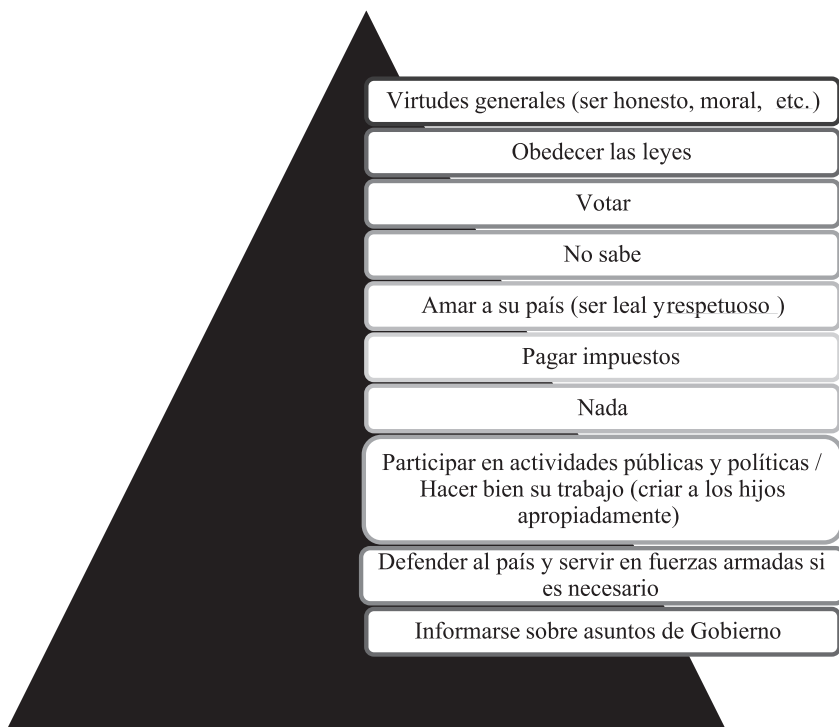 Virtudes generales (ser honesto, moral, etc.)
Obedecer las leyes
Votar
No sabe
Amar a su país (ser leal yrespetuoso )
Pagar impuestos
Nada
Participar en actividades públicas y políticas /
Hacer bien su trabajo (criar a los hijos
apropiadamente)
Defender al país y servir en fuerzas armadas si
es necesario
Informarse sobre asuntos de Gobierno